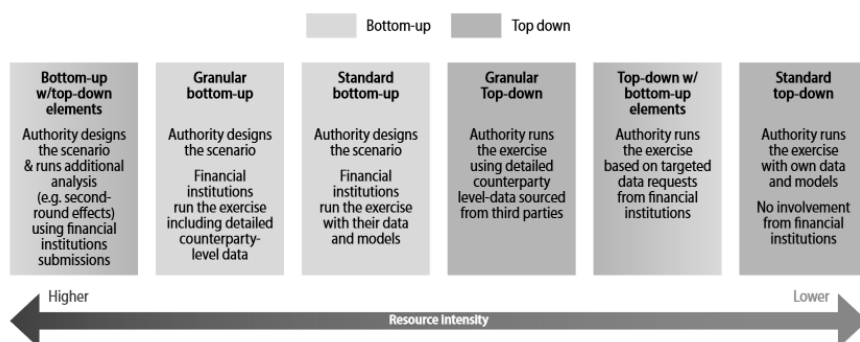 Bottom-up
Top down
Bottom-up
w/top-down
elements
Authority designs
the scenario
& runs additional
analysis
(e.g. second-
round effects)
using financial
institutions
submissions
Granular
bottom-up
Authority designs
the scenario
Financial
institutions
run the exercise
including detailed
counterparty-
level data
Standard
bottom-up
Authority designs
the scenario
Financial
institutions
run the exercise
with their data
and models
Granular
Top-down
Authority runs
the exercise
using detailed
counterparty
level-data sourced
from third parties
Top-down w/
bottom-up
elements
Authority runs
the exercise
based on targeted
data requests
from financial
institutions
Standard
top-down
Authority runs
the exercise
with own data
and models
No involvement
from financial
institutions
Higher
Lower
Resource Intensity